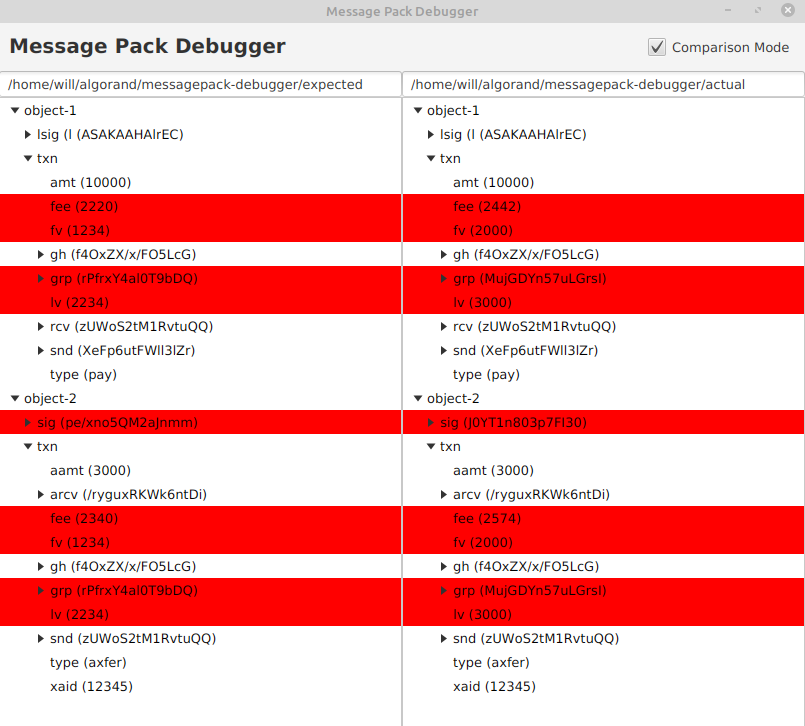 Message Pack Debugger
Message Pack Debugger
Comparison Mode
/home/will/algorand/messagepack-debugger/expected
object-1
lsig (l (ASAKAAHAlrEC)
txn
amt (10000)
fee (2220)
fv (1234)
gh (f4OxZX/x/FO5LcG)
grp (rPfrxY4al0T9bDQ)
lv (2234)
rcv (zUWoS2tM1RvtuQQ)
snd (XeFp6utFWll3lZr)
type (pay)
object-2
sig (pe/xno5QM2aJnmm)
txn
aamt (3000)
arcv (/ryguxRKWk6ntDi)
fee (2340)
fv (1234)
gh (f4OxZX/x/FO5LcG)
grp (rPfrxY4al0T9bDQ)
lv (2234)
snd (zUWoS2tM1RvtuQQ)
type (axfer)
xaid (12345)
/home/will/algorand/messagepack-debugger/actual
object-1
lsig (l (ASAKAAHAlrEC)
txn
amt (10000)
fee (2442)
fv (2000)
gh (f4OxZX/x/FO5LcG)
grp (MujGDYn57uLGrsI)
lv (3000)
rcv (zUWoS2tM1RvtuQQ)
snd (XeFp6utFWll3lZr)
type (pay)
object-2
sig (J0YT1n803p7Fl30)
txn
aamt (3000)
arcv (/ryguxRKWk6ntDi)
fee (2574)
fv (2000)
gh (f4OxZX/x/FO5LcG)
grp (MujGDYn57uLGrsI)
lv (3000)
snd (zUWoS2tM1RvtuQQ)
type (axfer)
xaid (12345)